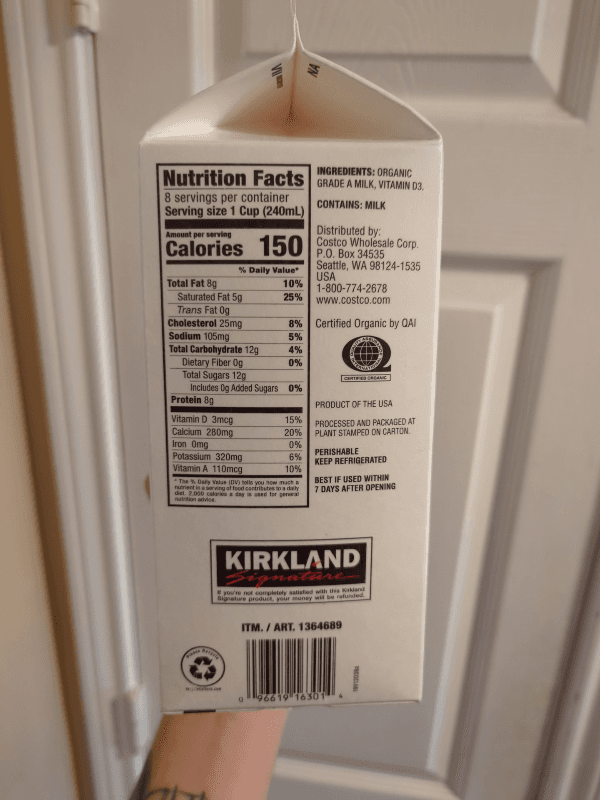 NA
Nutrition Facts
8 servings per container
Serving size 1 Cup (240mL)
Amount per serving
Calories 150
% Daily Value*
Total Fat 8g 10%
Saturated Fat 5g 25%
Trans Fat 0g
Cholesterol 25mg 8%
Sodium 105mg 5%
Total Carbohydrate 12g 4%
Dietary Fiber 0g 0%
Total Sugars 12g
Includes 0g Added Sugars 0%
Protein 8g
Vitamin D 3mcg 15%
Calcium 280mg 20%
Iron 0mg 0%
Potassium 320mg 6%
Vitamin A 110mcg 10%
* The % Daily Value (DV) tells you how much a
nutrient in a serving of food contributes to a daily
diet. 2,000 calories a day is used for general
nutrition advice.
INGREDIENTS: ORGANIC
GRADE A MILK, VITAMIN D3.
CONTAINS: MILK
Distributed by:
Costco Wholesale Corp.
P.O. Box 34535
Seattle, WA 98124-1535
USA
1-800-774-2678
www.costco.com
Certified Organic by QAI
CERTIFIED ORGANIC
PRODUCT OF THE USA
PROCESSED AND PACKAGED AT
PLANT STAMPED ON CARTON.
PERISHABLE
KEEP REFRIGERATED
BEST IF USED WITHIN
7 DAYS AFTER OPENING
KIRKLAND
Signature
If you're not completely satisfied with this Kirkland
Signature product, your money will be refunded.
ITM. / ART. 1364689
Please Recycle
0 96619 16301 4